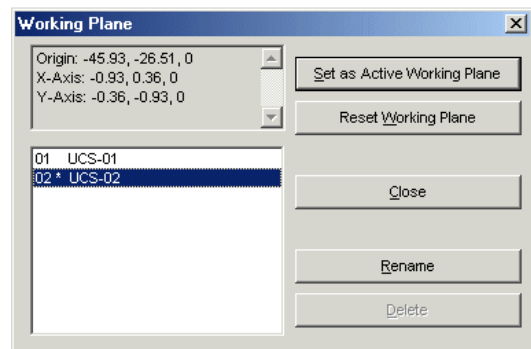 Working Plane
Origin: -45.93, -26.51, 0
X-Axis: -0.93, 0.36, 0
Y-Axis: -0.36, -0.93, 0
Set as Active Working Plane
Reset Working Plane
01 UCS-01
02 * UCS-02
Close
Rename
Delete